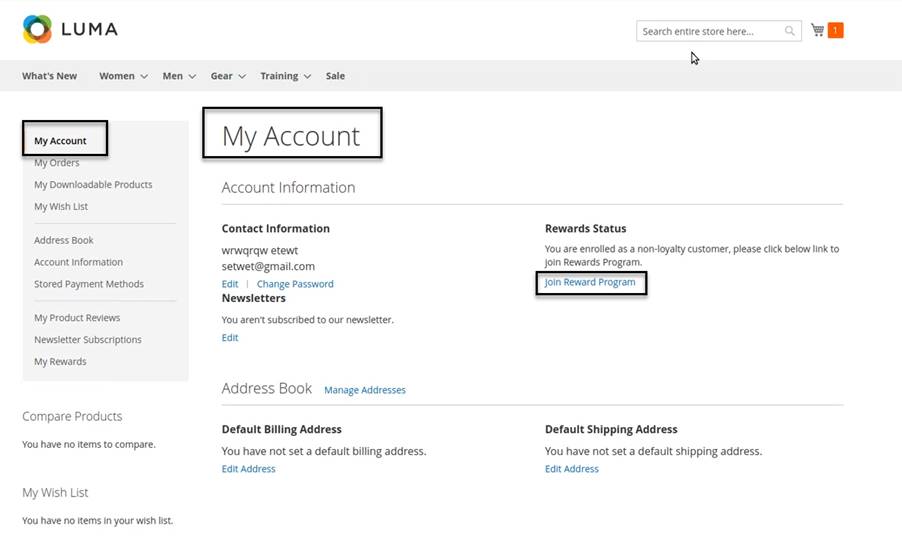 LUMA
Search entire store here...
1
What's New
Women
Men
Gear
Training
Sale
My Account
My Orders
My Downloadable Products
My Wish List
Address Book
Account Information
Stored Payment Methods
My Product Reviews
Newsletter Subscriptions
My Rewards
Compare Products
You have no items to compare.
My Wish List
You have no items in your wish list.
My Account
Account Information
Contact Information
wrwqrqw etewt
setwet@gmail.com
Edit | Change Password
Newsletters
You aren't subscribed to our newsletter.
Edit
Rewards Status
You are enrolled as a non-loyalty customer, please click below link to
join Rewards Program.
Join Reward Program
Address Book Manage Addresses
Default Billing Address
You have not set a default billing address.
Edit Address
Default Shipping Address
You have not set a default shipping address.
Edit Address